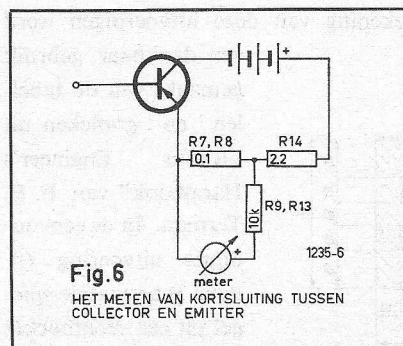 +
R7, R8
R14
0.1
2.2
10k
R9, R13
+
1235-6
meter
Fig.6
HET METEN VAN KORTSLUITING TUSSEN
COLLECTOR EN EMITTER